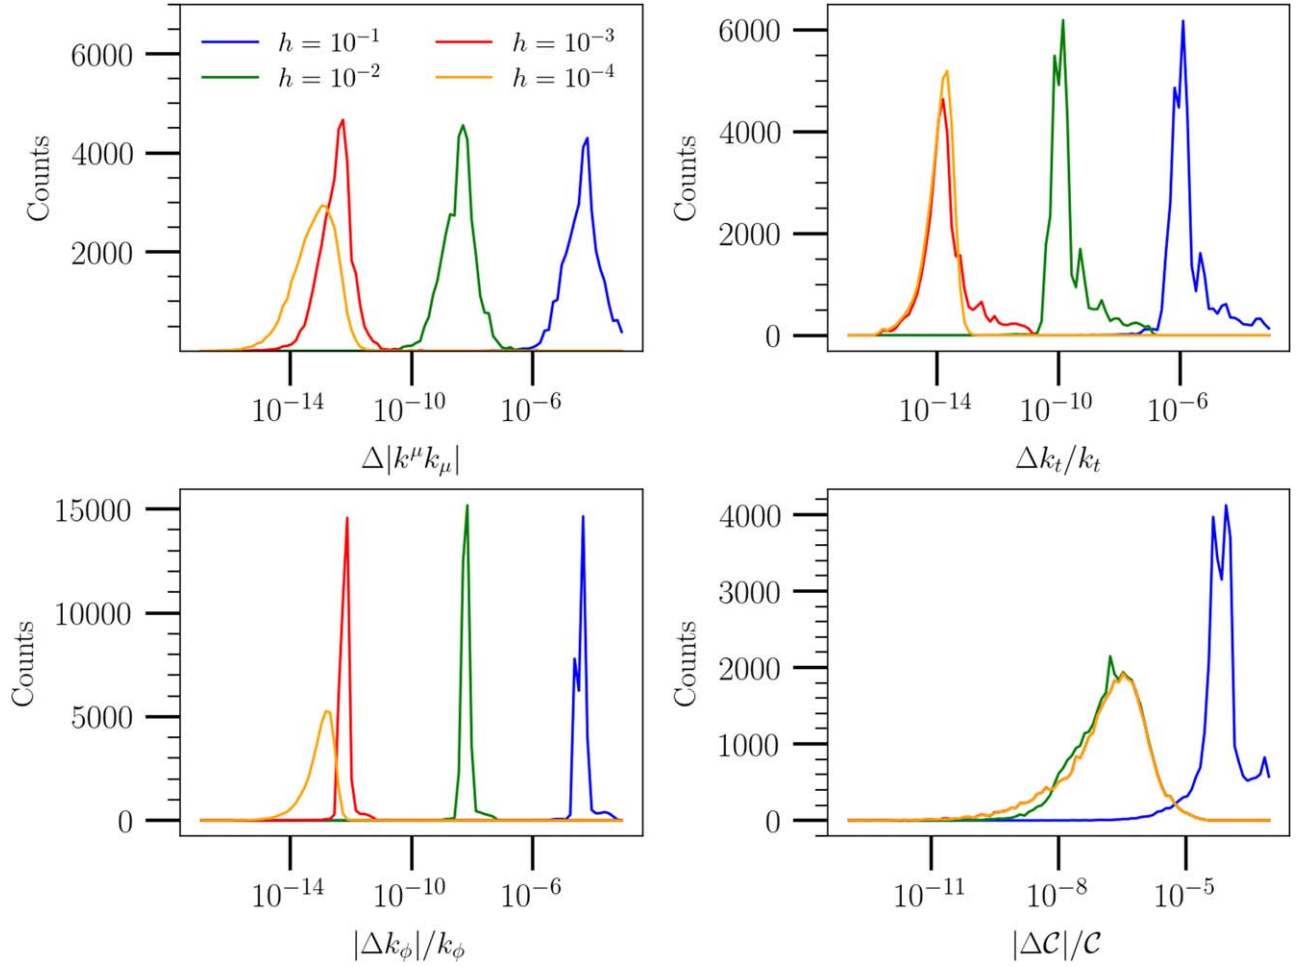 6000
4000
2000
Counts
h = 10⁻¹
h = 10⁻²
h = 10⁻³
h = 10⁻⁴
10⁻¹⁴ 10⁻¹⁰ 10⁻⁶
Δ|k^μ k_μ|
6000
4000
2000
0
Counts
10⁻¹⁴ 10⁻¹⁰ 10⁻⁶
Δk_t/k_t
15000
10000
5000
0
Counts
10⁻¹⁴ 10⁻¹⁰ 10⁻⁶
|Δk_ϕ|/k_ϕ
4000
3000
2000
1000
0
Counts
10⁻¹¹ 10⁻⁸ 10⁻⁵
|Δ𝒞|/𝒞